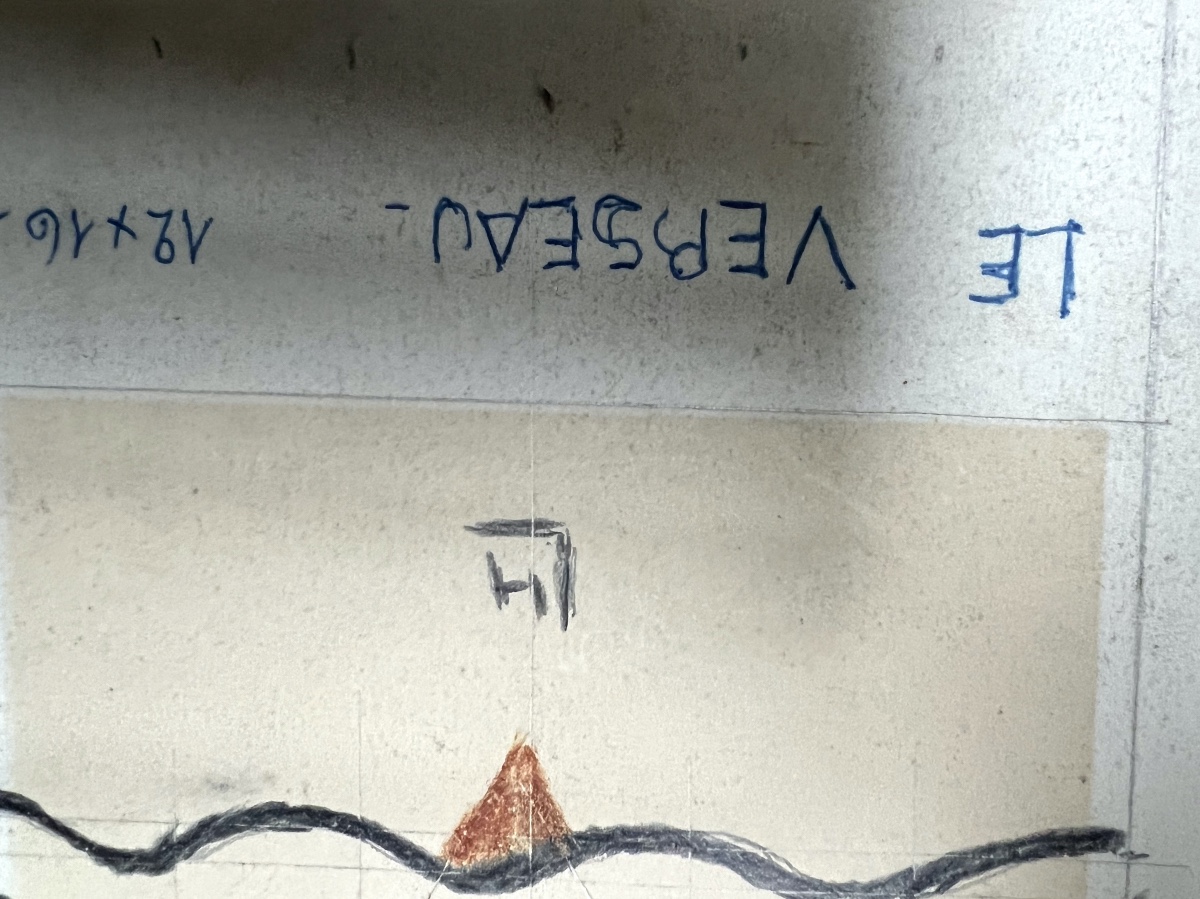 LE VERSEAU - 12 x 16 -